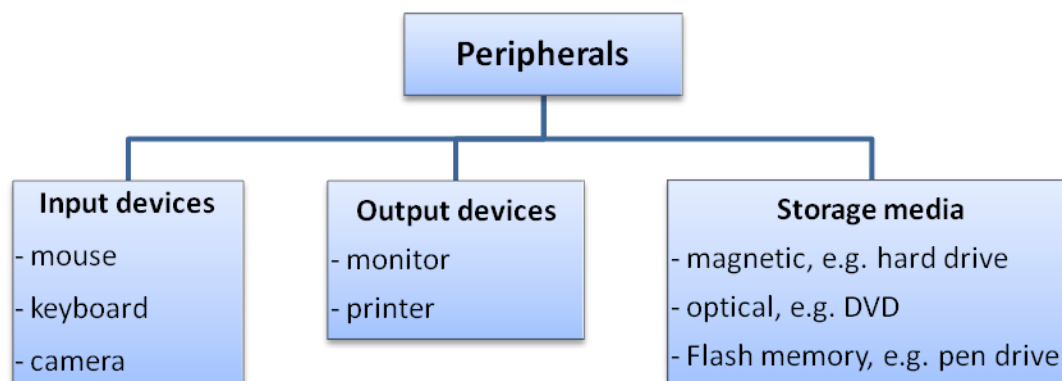 Peripherals
Input devices
- mouse
- keyboard
- camera
Output devices
- monitor
- printer
Storage media
- magnetic, e.g. hard drive
- optical, e.g. DVD
- Flash memory, e.g. pen drive